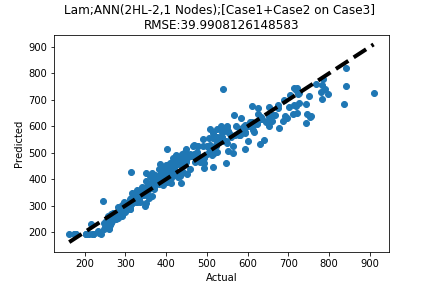 Lam;ANN(2HL-2,1 Nodes);[Case1+Case2 on Case3]
RMSE:39.9908126148583
900
800
700
600
500
400
300
200
Predicted
200 300 400 500 600 700 800 900
Actual